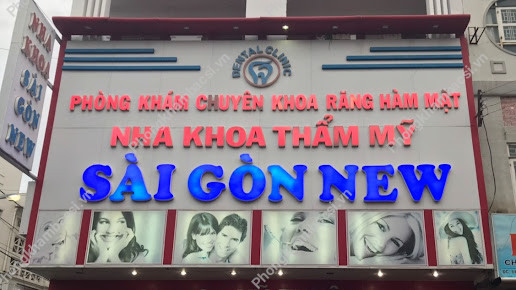 DENTAL CLINIC
PHÒNG KHÁM CHUYÊN KHOA RĂNG HÀM MẶT
NHA KHOA THẨM MỸ
SÀI GÒN NEW
NHA KHOA
SÀI GÒN
NEW